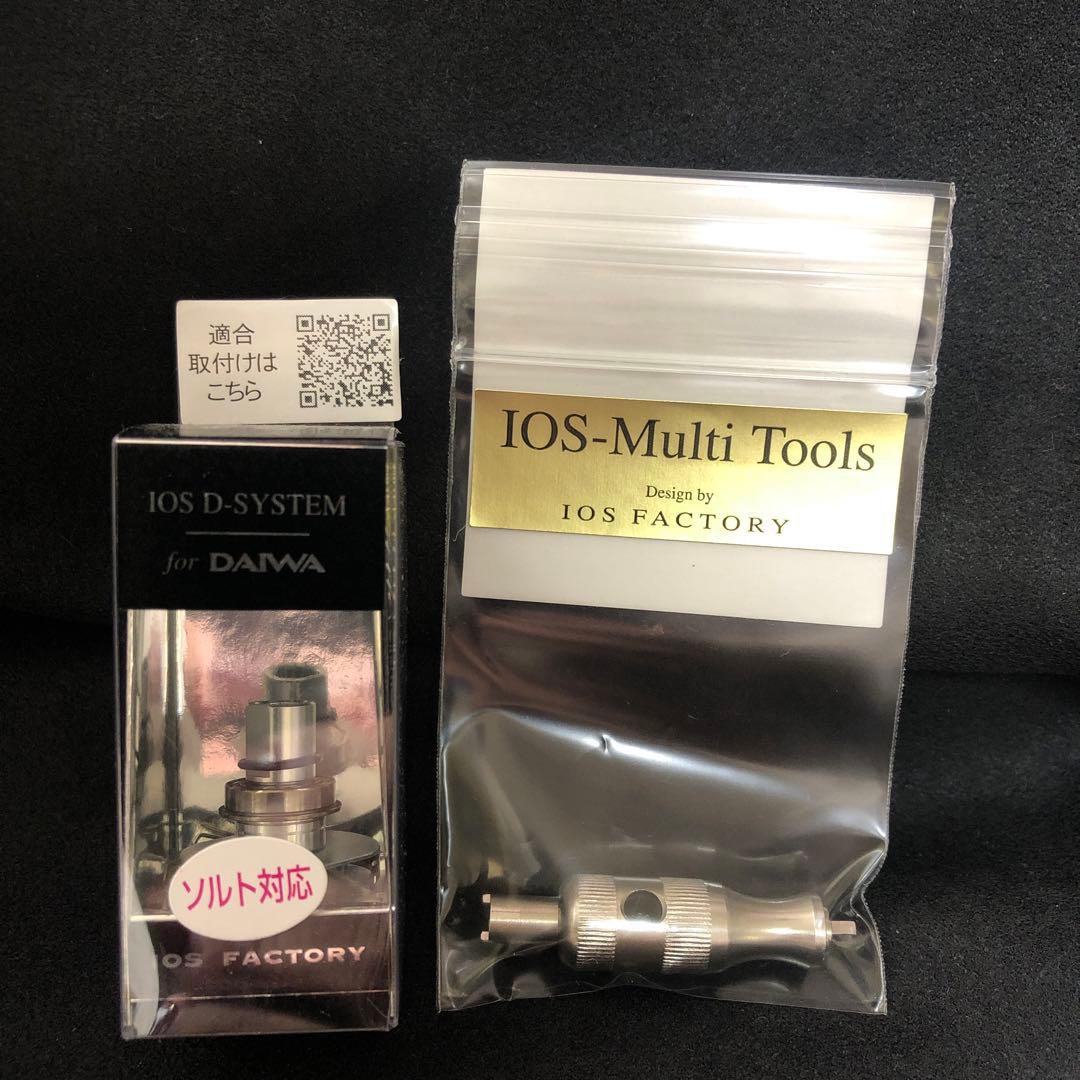 適合
取付けは
こちら
IOS D-SYSTEM
for DAIWA
ソルト対応
IOS FACTORY
IOS-Multi Tools
Design by
IOS FACTORY